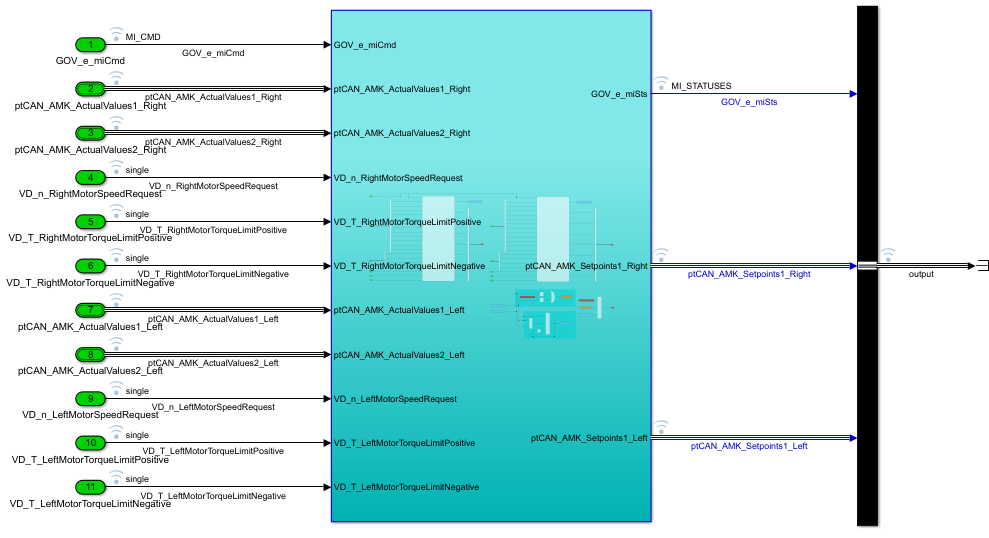 1
MI_CMD
GOV_e_miCmd
GOV_e_miCmd
GOV_e_miCmd
2
ptCAN_AMK_ActualValues1_Right
ptCAN_AMK_ActualValues1_Right
ptCAN_AMK_ActualValues1_Right
3
ptCAN_AMK_ActualValues2_Right
ptCAN_AMK_ActualValues2_Right
ptCAN_AMK_ActualValues2_Right
4
single
VD_n_RightMotorSpeedRequest
VD_n_RightMotorSpeedRequest
VD_n_RightMotorSpeedRequest
5
single
VD_T_RightMotorTorqueLimitPositive
VD_T_RightMotorTorqueLimitPositive
VD_T_RightMotorTorqueLimitPositive
6
single
VD_T_RightMotorTorqueLimitNegative
VD_T_RightMotorTorqueLimitNegative
VD_T_RightMotorTorqueLimitNegative
7
ptCAN_AMK_ActualValues1_Left
ptCAN_AMK_ActualValues1_Left
ptCAN_AMK_ActualValues1_Left
8
ptCAN_AMK_ActualValues2_Left
ptCAN_AMK_ActualValues2_Left
ptCAN_AMK_ActualValues2_Left
9
single
VD_n_LeftMotorSpeedRequest
VD_n_LeftMotorSpeedRequest
VD_n_LeftMotorSpeedRequest
10
single
VD_T_LeftMotorTorqueLimitPositive
VD_T_LeftMotorTorqueLimitPositive
VD_T_LeftMotorTorqueLimitPositive
11
single
VD_T_LeftMotorTorqueLimitNegative
VD_T_LeftMotorTorqueLimitNegative
VD_T_LeftMotorTorqueLimitNegative
GOV_e_miSts
MI_STATUSES
GOV_e_miSts
ptCAN_AMK_Setpoints1_Right
ptCAN_AMK_Setpoints1_Right
ptCAN_AMK_Setpoints1_Left
ptCAN_AMK_Setpoints1_Left
output